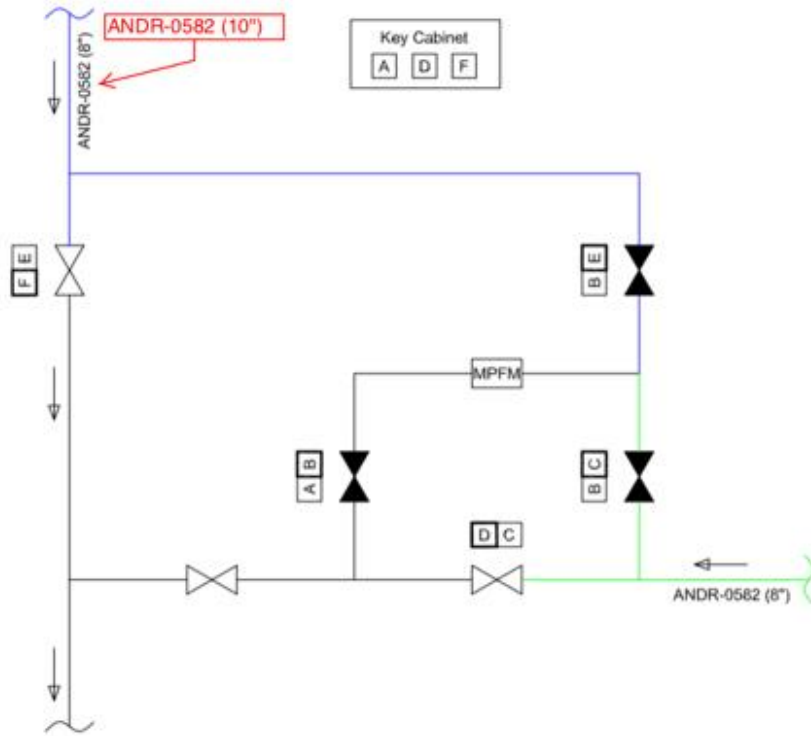 ANDR-0582 (10")
ANDR-0582 (8")
Key Cabinet
A D F
F E
B E
MPFM
A B
B C
D C
ANDR-0582 (8")